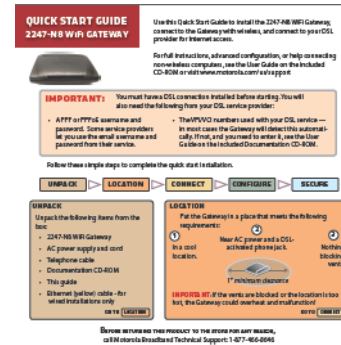 QUICK START GUIDE
2247-N8 WiFi GATEWAY
Use this Quick Start Guide to install the 2247-N8 WiFi Gateway,
connect to the Gateway with wireless, and connect to your DSL
provider for Internet access.
For full instructions, advanced configuration, or help connecting
non-wireless computers, see the User Guide on the included
CD-ROM or visit www.motorola.com/us/support
IMPORTANT: You must have a DSL connection installed before starting. You will
also need the following from your DSL service provider:
• A PPP or PPPoE username and
password. Some service providers
let you use the email username and
password from their service.
• The VPI/VCI numbers used with your DSL service —
in most cases the Gateway will detect this automati-
cally. If not, and you need to enter it, see the User
Guide on the included Documentation CD-ROM.
Follow these simple steps to complete the quick start installation.
UNPACK LOCATION CONNECT CONFIGURE SECURE
UNPACK
Unpack the following items from the
box:
• 2247-N8 WiFi Gateway
• AC power supply and cord
• Telephone cable
• Documentation CD-ROM
• This guide
• Ethernet (yellow) cable - for
wired installations only
GO TO LOCATION
LOCATION
Put the Gateway in a place that meets the following
requirements:
1
In a cool
location.
2
Near AC power and a DSL-
activated phone jack.
3
Nothin
blockin
vent
1" minimum clearance
IMPORTANT: If the vents are blocked or the location is too
hot, the Gateway could overheat and malfunction!
GO TO CONNECT
BEFORE RETURNING THIS PRODUCT TO THE STORE FOR ANY REASON,
call Motorola Broadband Technical Support: 1-877-466-8646